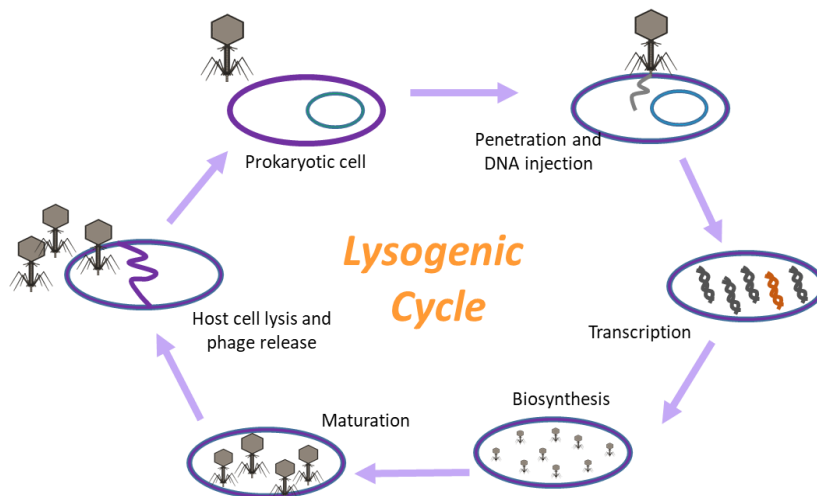 Prokaryotic cell
Penetration and
DNA injection
Lysogenic
Cycle
Transcription
Host cell lysis and
phage release
Biosynthesis
Maturation